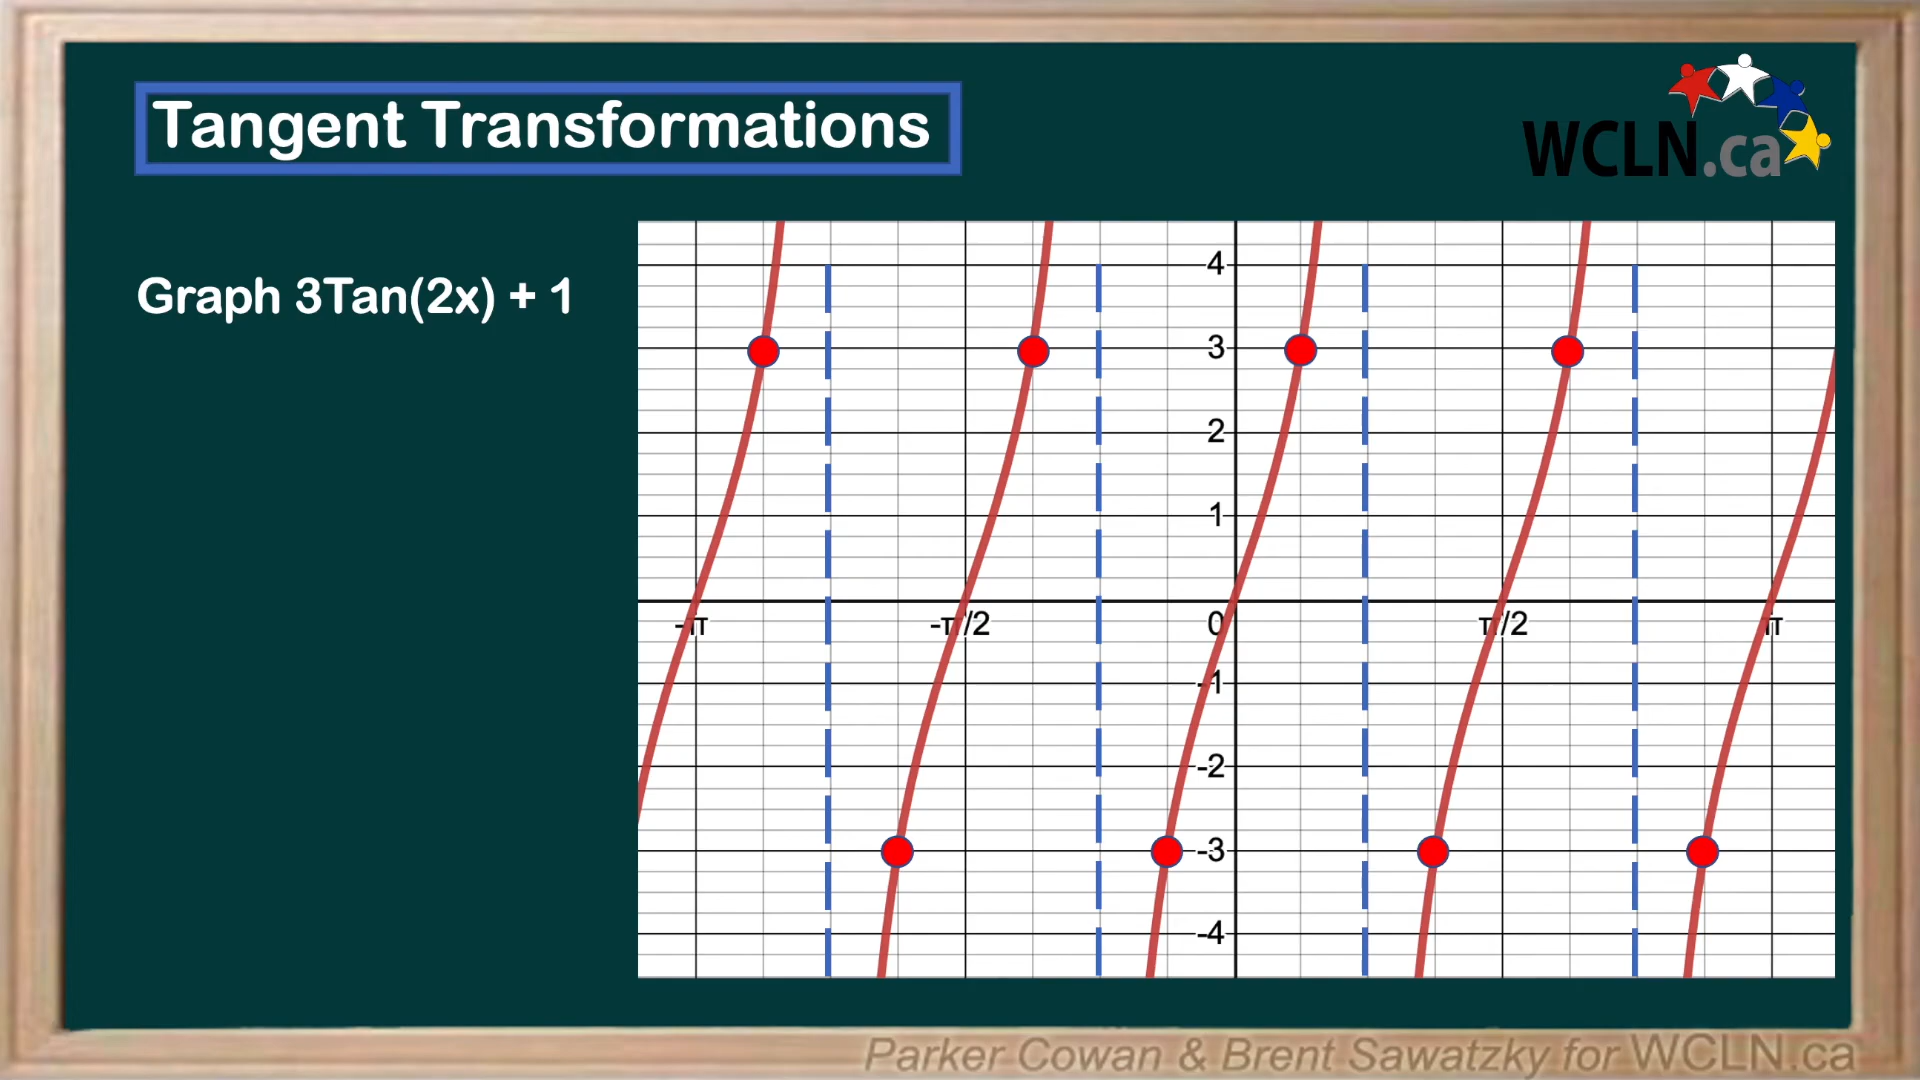 Tangent Transformations
WCLN.ca
Graph 3Tan(2x) + 1
4
3
2
1
-π
-π/2
0
π/2
π
-1
-2
-3
-4
Parker Cowan & Brent Sawatzky for WCLN.ca